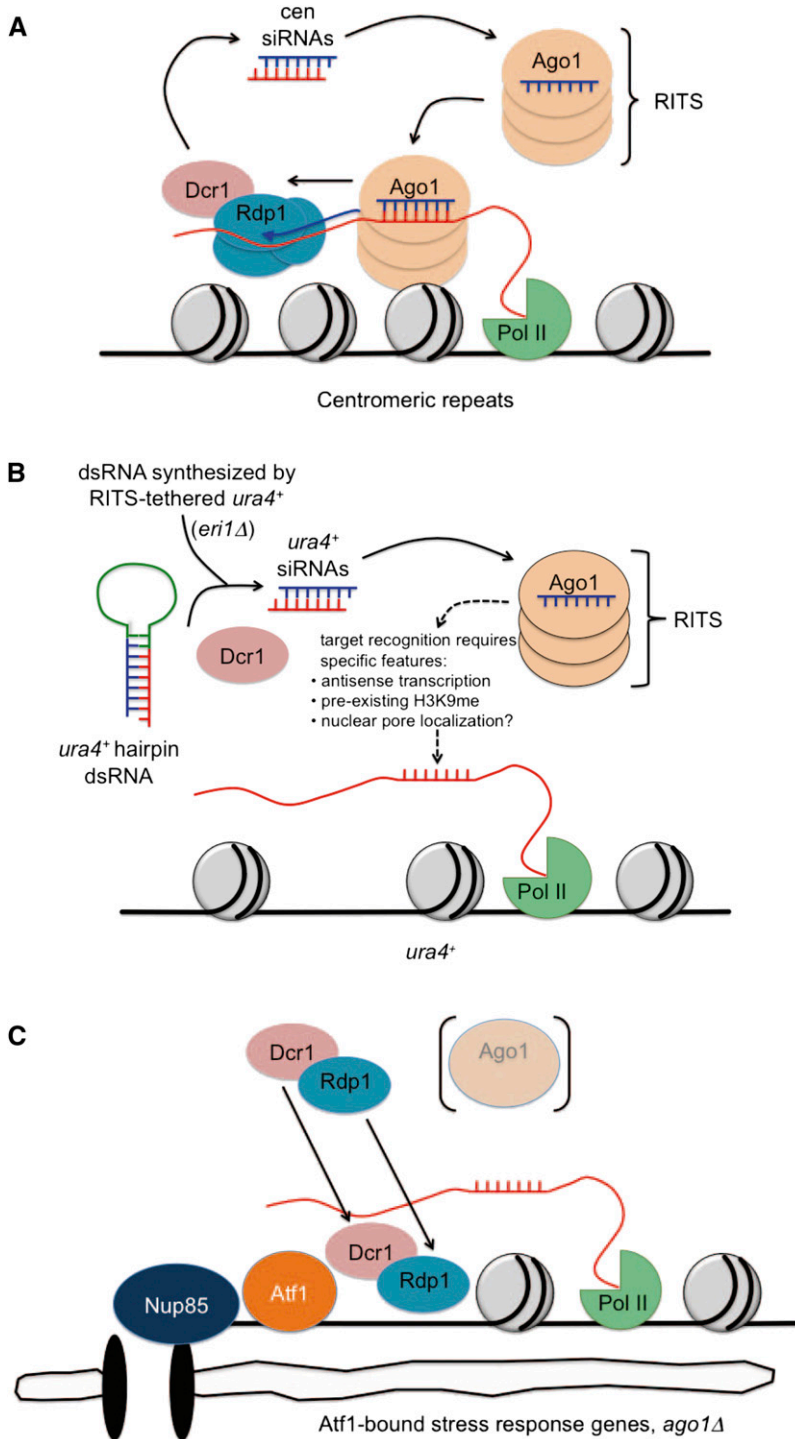 A
cen
siRNAs
Ago1
RITS
Dcr1
Rdp1
Ago1
Pol II
Centromeric repeats
B
dsRNA synthesized by
RITS-tethered ura4+
(eri1Δ)
ura4+
siRNAs
Ago1
RITS
Dcr1
target recognition requires
specific features:
• antisense transcription
• pre-existing H3K9me
• nuclear pore localization?
ura4+ hairpin
dsRNA
Pol II
ura4+
C
Dcr1
Rdp1
Ago1
Dcr1
Rdp1
Nup85
Atf1
Pol II
Atf1-bound stress response genes, ago1Δ